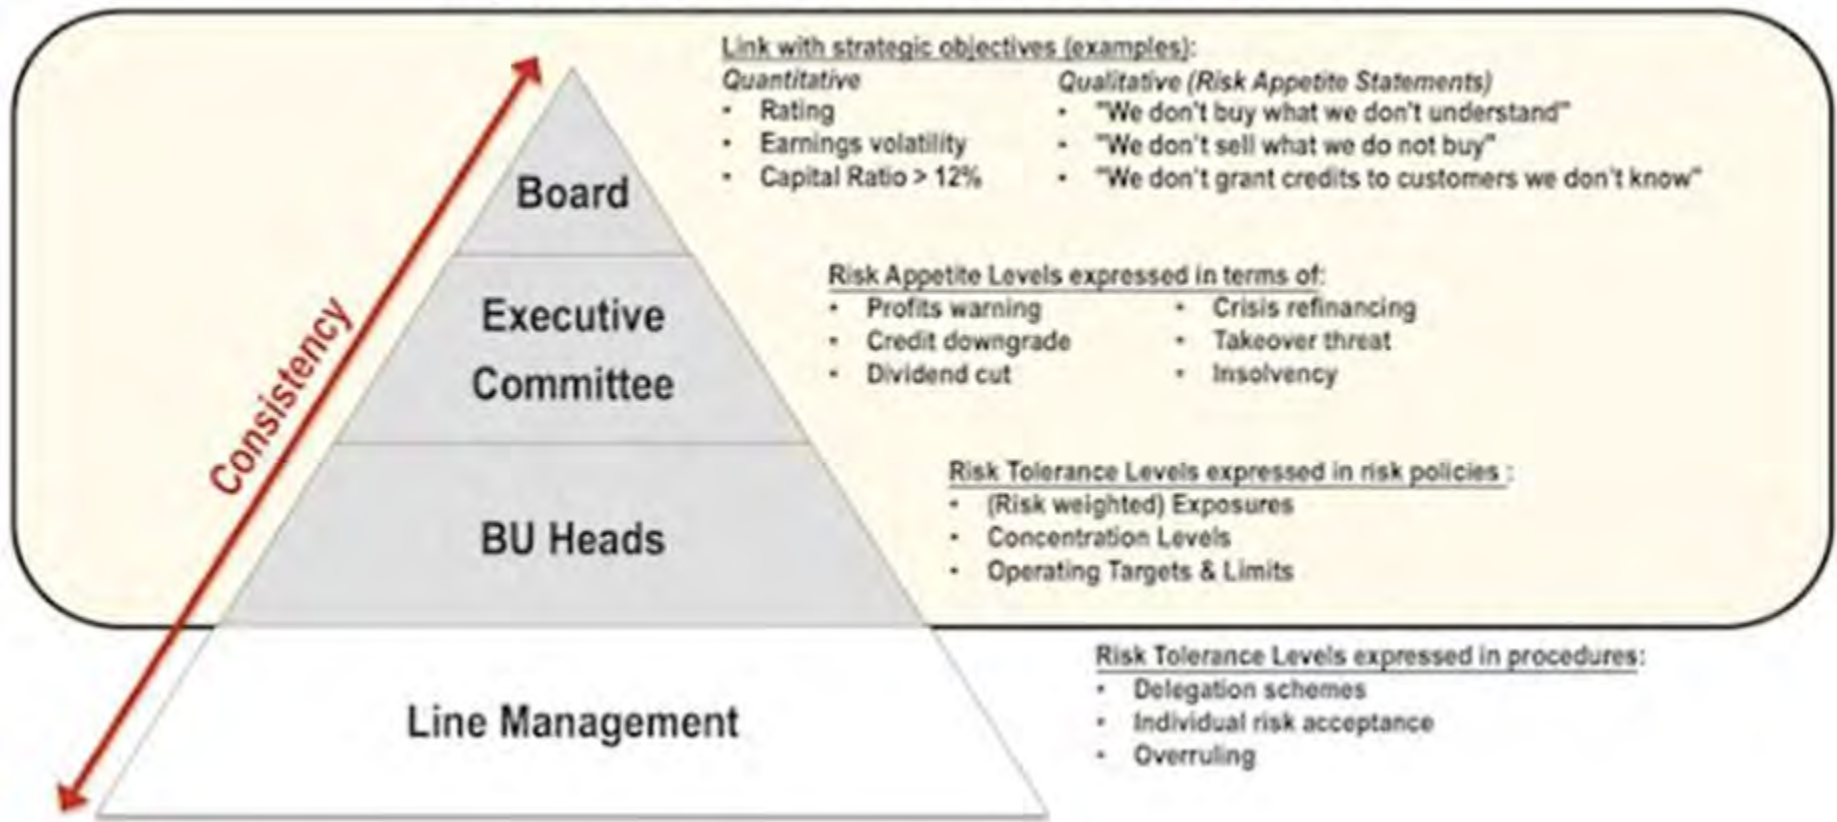 Link with strategic objectives (examples):
Quantitative
• Rating
• Earnings volatility
• Capital Ratio > 12%
Qualitative (Risk Appetite Statements)
• "We don't buy what we don't understand"
• "We don't sell what we do not buy"
• "We don't grant credits to customers we don't know"
Board
Executive
Committee
Risk Appetite Levels expressed in terms of:
• Profits warning
• Credit downgrade
• Dividend cut
• Crisis refinancing
• Takeover threat
• Insolvency
Consistency
BU Heads
Risk Tolerance Levels expressed in risk policies :
• (Risk weighted) Exposures
• Concentration Levels
• Operating Targets & Limits
Line Management
Risk Tolerance Levels expressed in procedures:
• Delegation schemes
• Individual risk acceptance
• Overruling